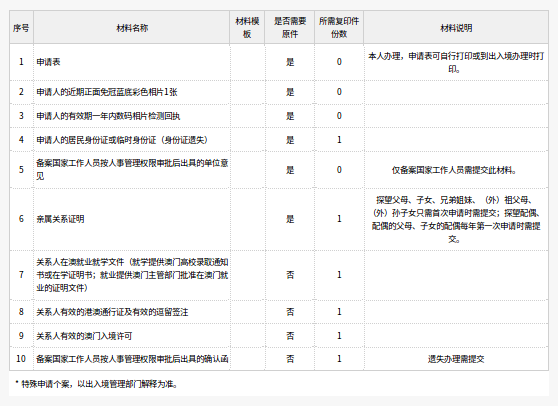 序号 材料名称 材料模板 是否需要原件 所需复印件份数 材料说明
1 申请表 是 0 本人办理，申请表可自行打印或到出入境办理时打印。
2 申请人的近期正面免冠蓝底彩色相片1张 是 0
3 申请人的有效期一年内数码相片检测回执 是 0
4 申请人的居民身份证或临时身份证（身份证遗失） 是 1
5 备案国家工作人员按人事管理权限审批后出具的单位意见 是 0 仅备案国家工作人员需提交此材料。
6 亲属关系证明 是 1 探望父母、子女、兄弟姐妹、（外）祖父母、（外）孙子女只需首次申请时需提交；探望配偶、配偶的父母、子女的配偶每年第一次申请时需提交。
7 关系人在澳就业就学文件（就学提供澳门高校录取通知书或在学证明书；就业提供澳门主管部门批准在澳门就业的证明文件） 否 1
8 关系人有效的港澳通行证及有效的逗留签注 否 1
9 关系人有效的澳门入境许可 否 1
10 备案国家工作人员按人事管理权限审批后出具的确认函 否 1 遗失办理需提交
* 特殊申请个案，以出入境管理部门解释为准。